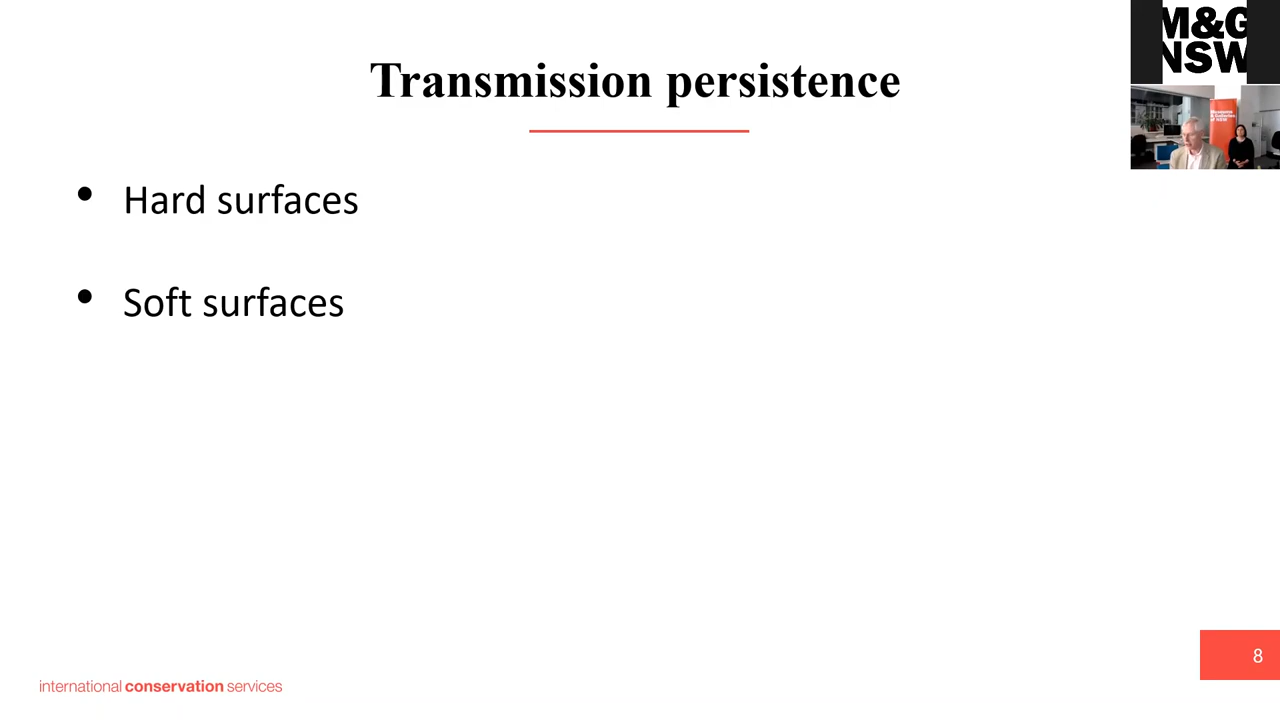 M&G
NSW
Transmission persistence
• Hard surfaces
• Soft surfaces
8
international conservation services